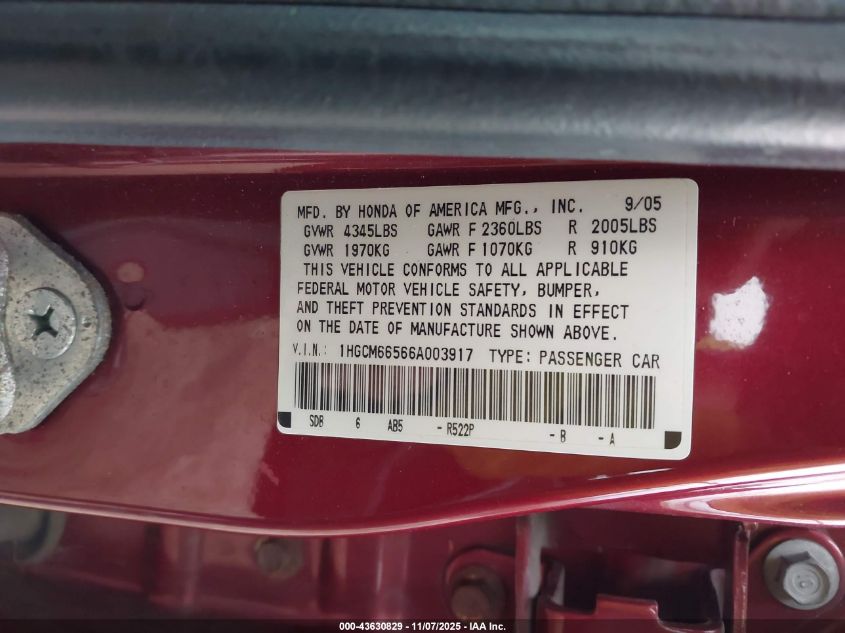 MFD. BY HONDA OF AMERICA MFG., INC. 9/05
GVWR 4345LBS GAWR F 2360LBS R 2005LBS
GVWR 1970KG GAWR F 1070KG R 910KG
THIS VEHICLE CONFORMS TO ALL APPLICABLE
FEDERAL MOTOR VEHICLE SAFETY, BUMPER,
AND THEFT PREVENTION STANDARDS IN EFFECT
ON THE DATE OF MANUFACTURE SHOWN ABOVE.
V.I.N.: 1HGCM66566A003917 TYPE: PASSENGER CAR
SDB 6 AB5 - R522P - B - A
000-43630829 - 11/07/2025 - IAA Inc.